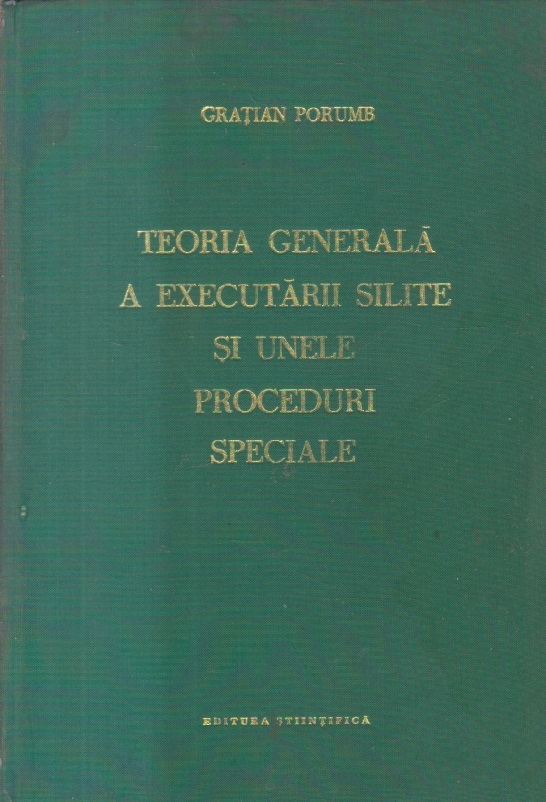 GRAȚIAN PORUMB
TEORIA GENERALĂ
A EXECUTĂRII SILITE
ȘI UNELE
PROCEDURI
SPECIALE
EDITURA ȘTIINȚIFICĂ